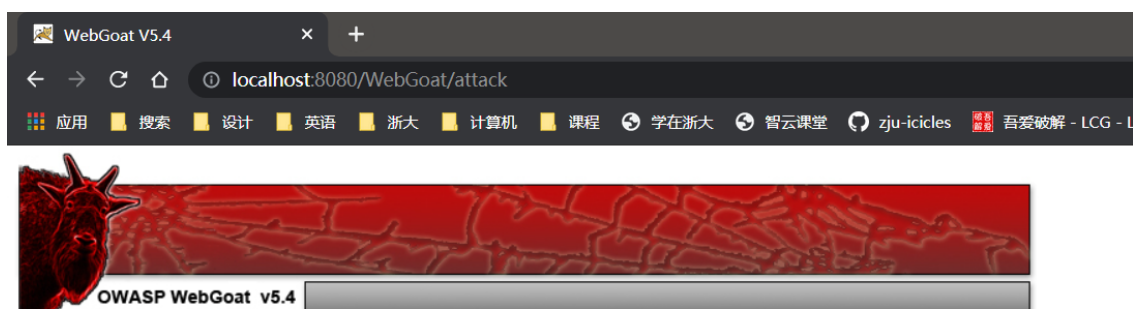 WebGoat V5.4
localhost:8080/WebGoat/attack
应用 搜索 设计 英语 浙大 计算机 课程 学在浙大 智云课堂 zju-icicles 吾爱破解 - LCG - L
OWASP WebGoat v5.4